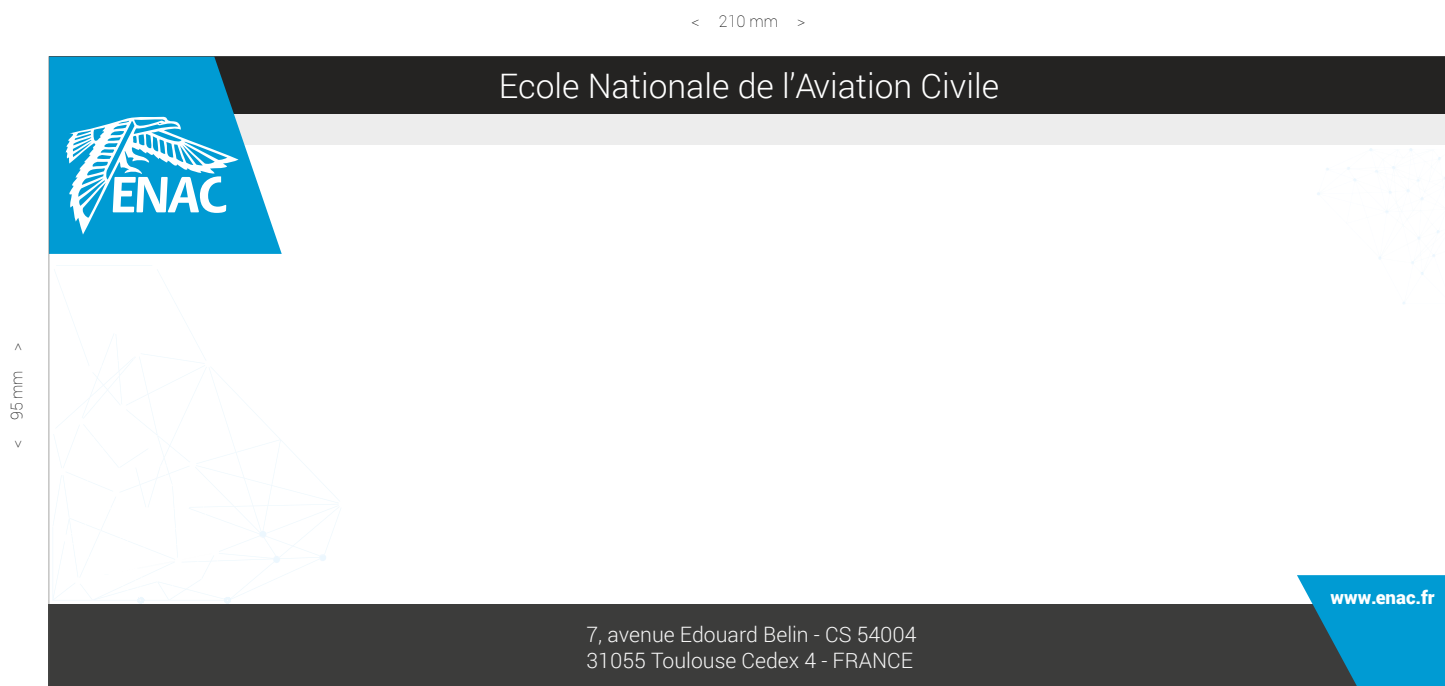 < 210 mm >
Ecole Nationale de l'Aviation Civile
ENAC
< 95 mm >
www.enac.fr
7, avenue Edouard Belin - CS 54004
31055 Toulouse Cedex 4 - FRANCE